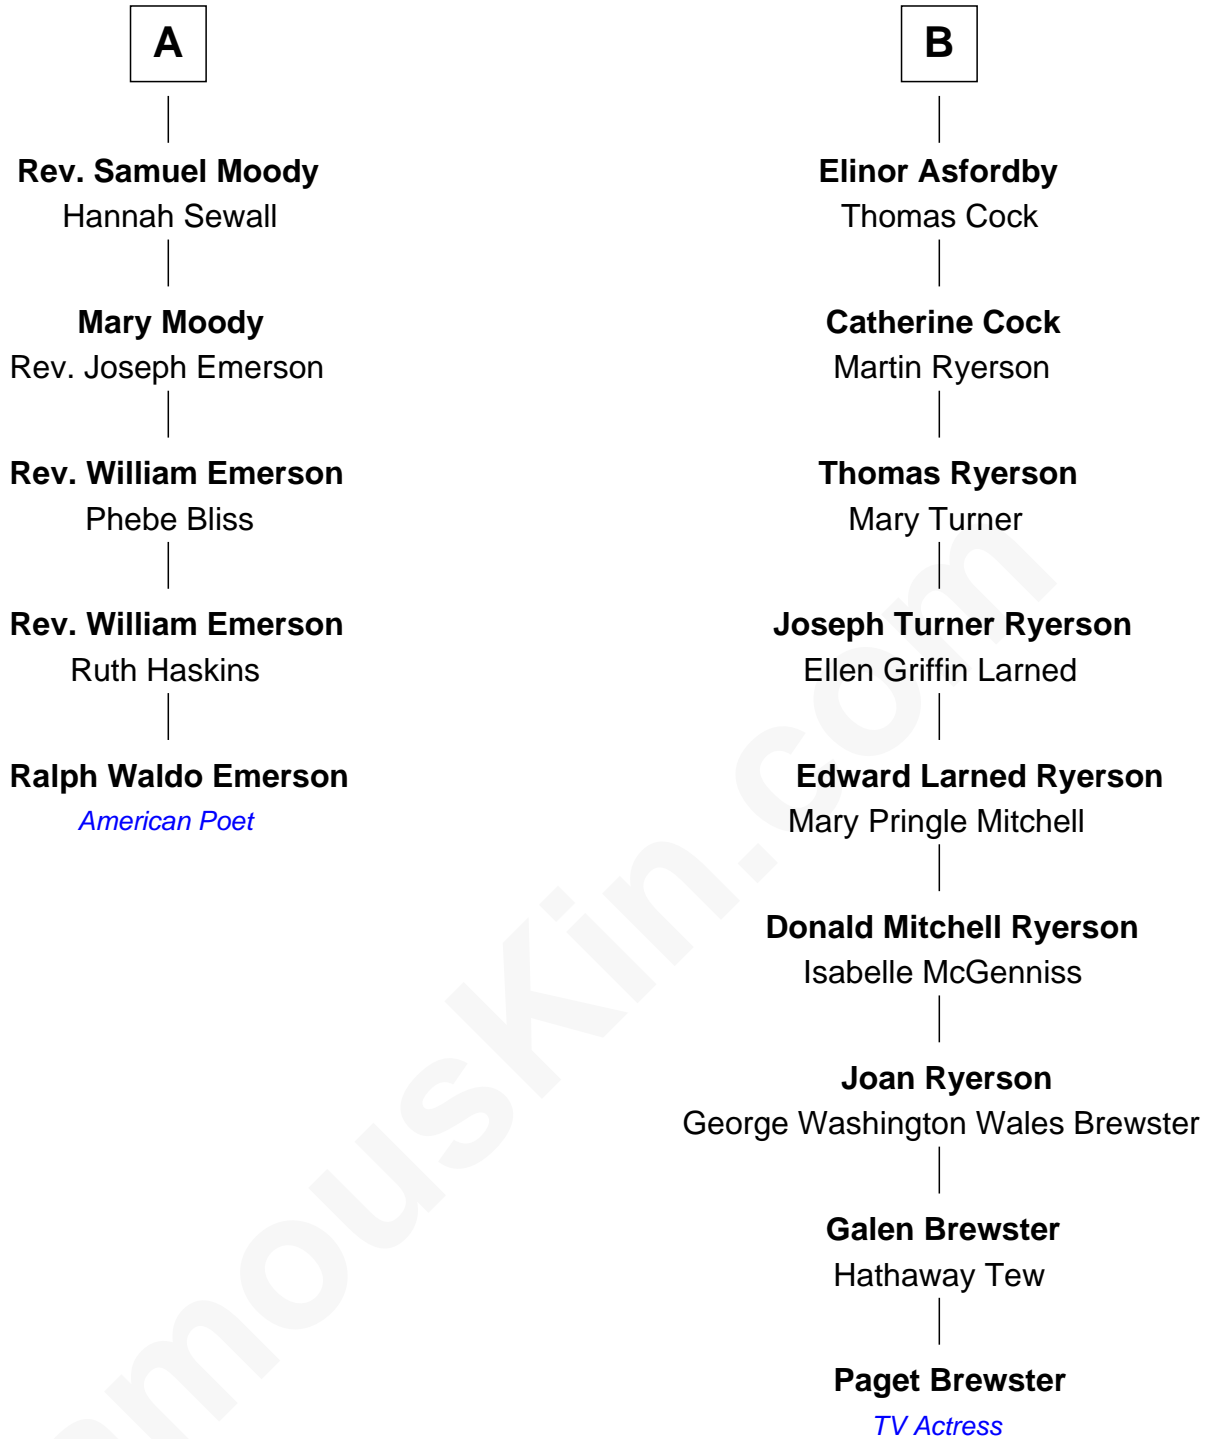 A
Rev. Samuel Moody
Hannah Sewall
Mary Moody
Rev. Joseph Emerson
Rev. William Emerson
Phebe Bliss
Rev. William Emerson
Ruth Haskins
Ralph Waldo Emerson
American Poet
B
Elinor Asfordby
Thomas Cock
Catherine Cock
Martin Ryerson
Thomas Ryerson
Mary Turner
Joseph Turner Ryerson
Ellen Griffin Larned
Edward Larned Ryerson
Mary Pringle Mitchell
Donald Mitchell Ryerson
Isabelle McGenniss
Joan Ryerson
George Washington Wales Brewster
Galen Brewster
Hathaway Tew
Paget Brewster
TV Actress
amouskin.com